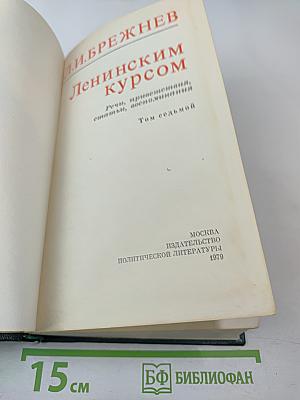 Л.И.БРЕЖНЕВ
Ленинским
курсом
Речи, приветствия,
статьи, воспоминания
Том седьмой
МОСКВА
ИЗДАТЕЛЬСТВО
ПОЛИТИЧЕСКОЙ ЛИТЕРАТУРЫ
1979
15 см
БФ БИБЛИОФАН